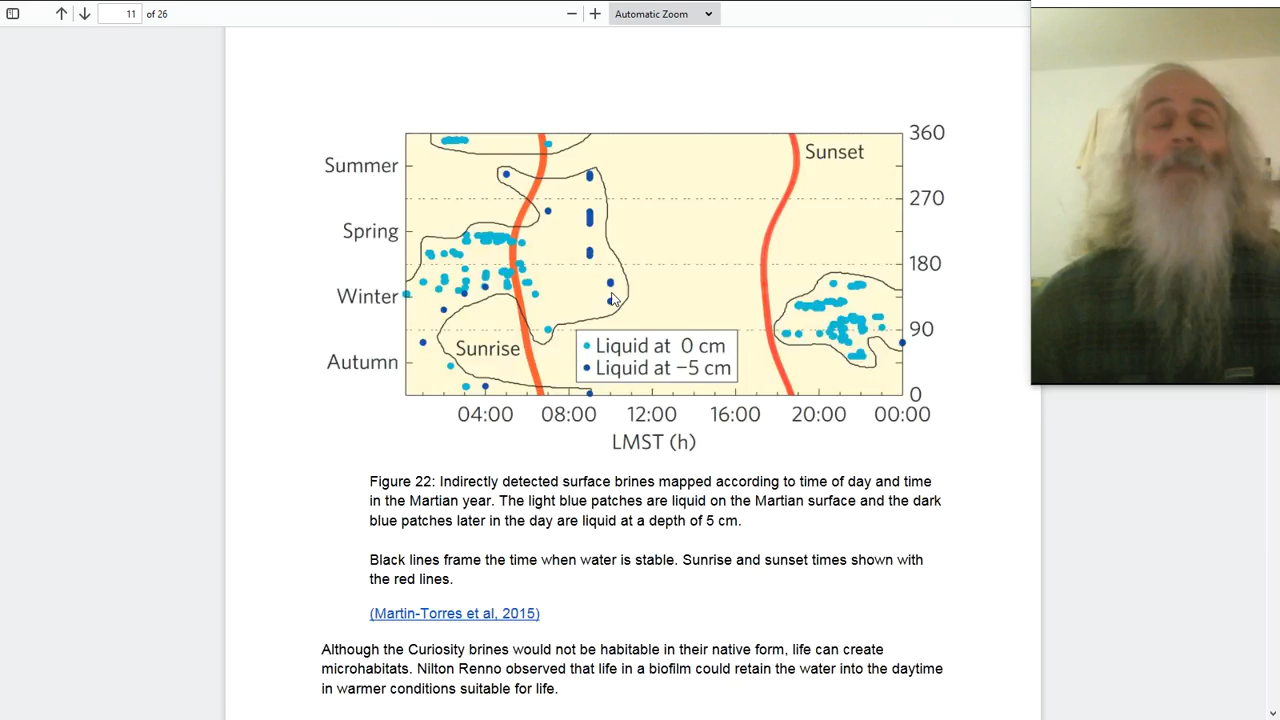 11 of 26
Automatic Zoom
360
Summer
Sunset
270
Spring
180
Winter
90
Sunrise
Liquid at 0 cm
Liquid at −5 cm
Autumn
0
04:00 08:00 12:00 16:00 20:00 00:00
LMST (h)
Figure 22: Indirectly detected surface brines mapped according to time of day and time
in the Martian year. The light blue patches are liquid on the Martian surface and the dark
blue patches later in the day are liquid at a depth of 5 cm.
Black lines frame the time when water is stable. Sunrise and sunset times shown with
the red lines.
(Martin-Torres et al, 2015)
Although the Curiosity brines would not be habitable in their native form, life can create
microhabitats. Nilton Renno observed that life in a biofilm could retain the water into the daytime
in warmer conditions suitable for life.